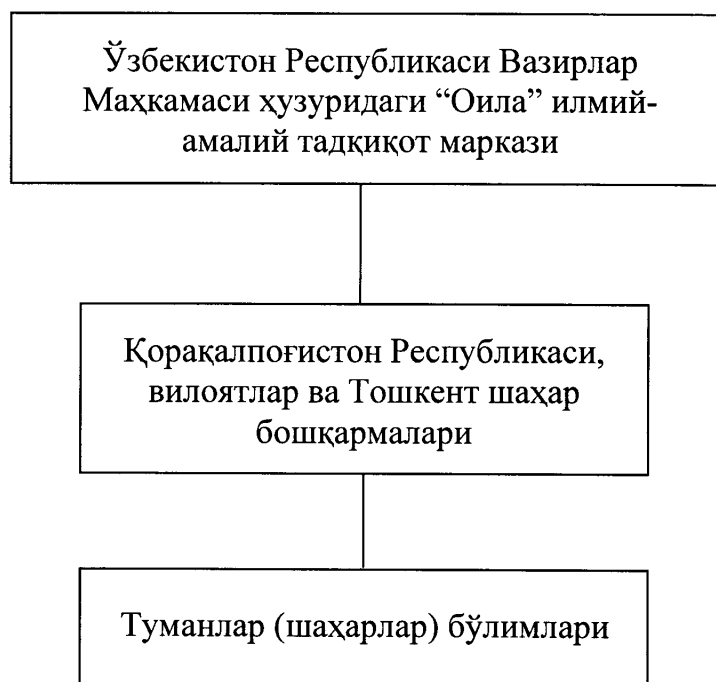 Ўзбекистон Республикаси Вазирлар
Маҳкамаси ҳузуридаги “Оила” илмий-
амалий тадқиқот маркази
Қорақалпоғистон Республикаси,
вилоятлар ва Тошкент шаҳар
бошқармалари
Туманлар (шаҳарлар) бўлимлари